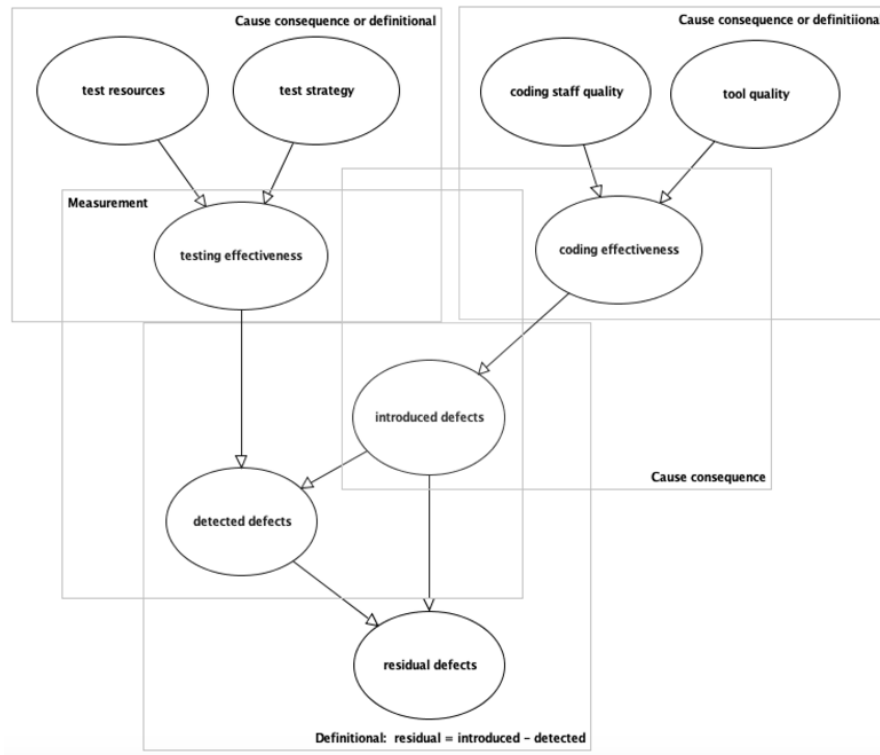 Cause consequence or definitional
Cause consequence or definitiional
test resources
test strategy
coding staff quality
tool quality
Measurement
testing effectiveness
coding effectiveness
introduced defects
Cause consequence
detected defects
residual defects
Definitional: residual = introduced - detected